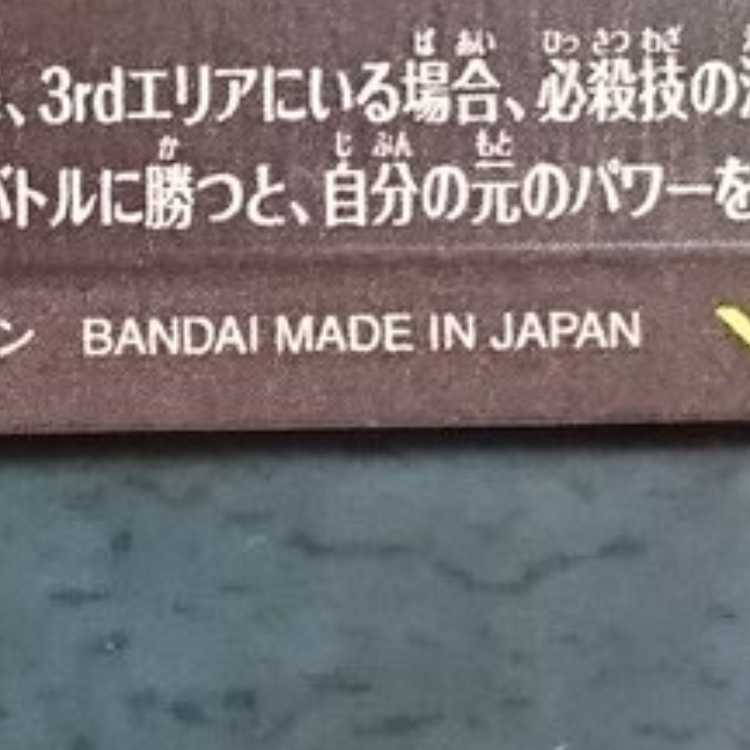 、3rdエリアにいる場合、必殺技の
バトルに勝つと、自分の元のパワーを
ン BANDAI MADE IN JAPAN